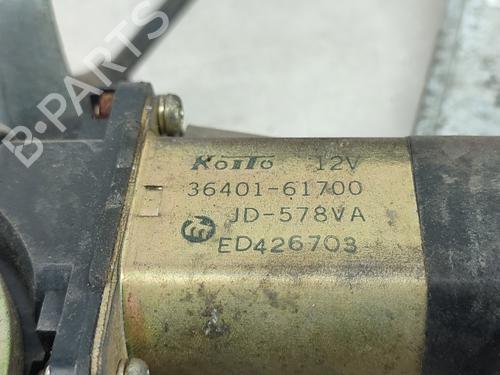 B-PARTS
Koito 12V
36401-61700
JD-578VA
ED426703